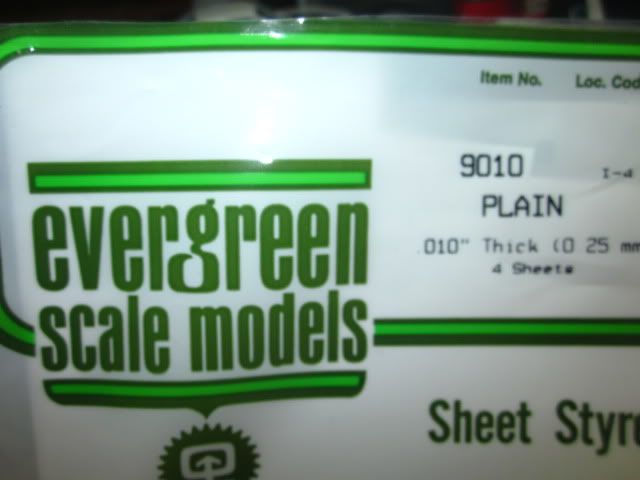 Item No. Loc. Cod
9010 I-4
PLAIN
.010" Thick (0 25 mm
4 Sheets
evergreen
scale models
Sheet Styr